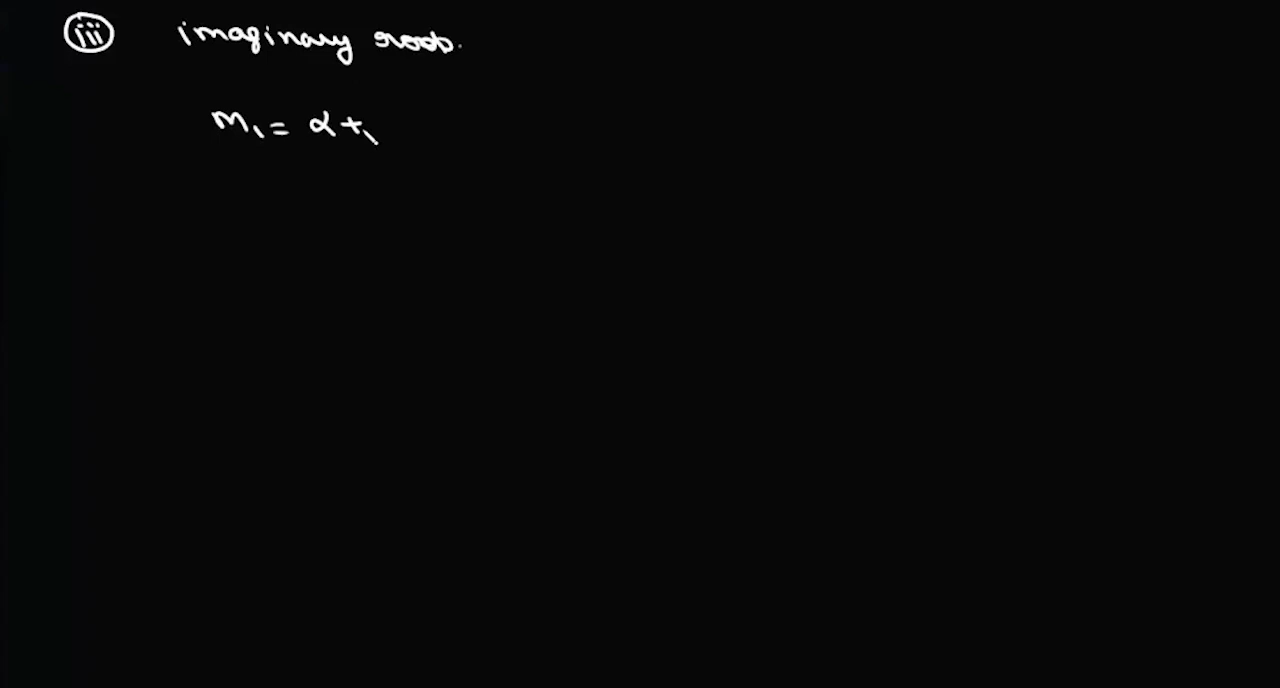 (iii) imaginary roots.
m₁ = α + i